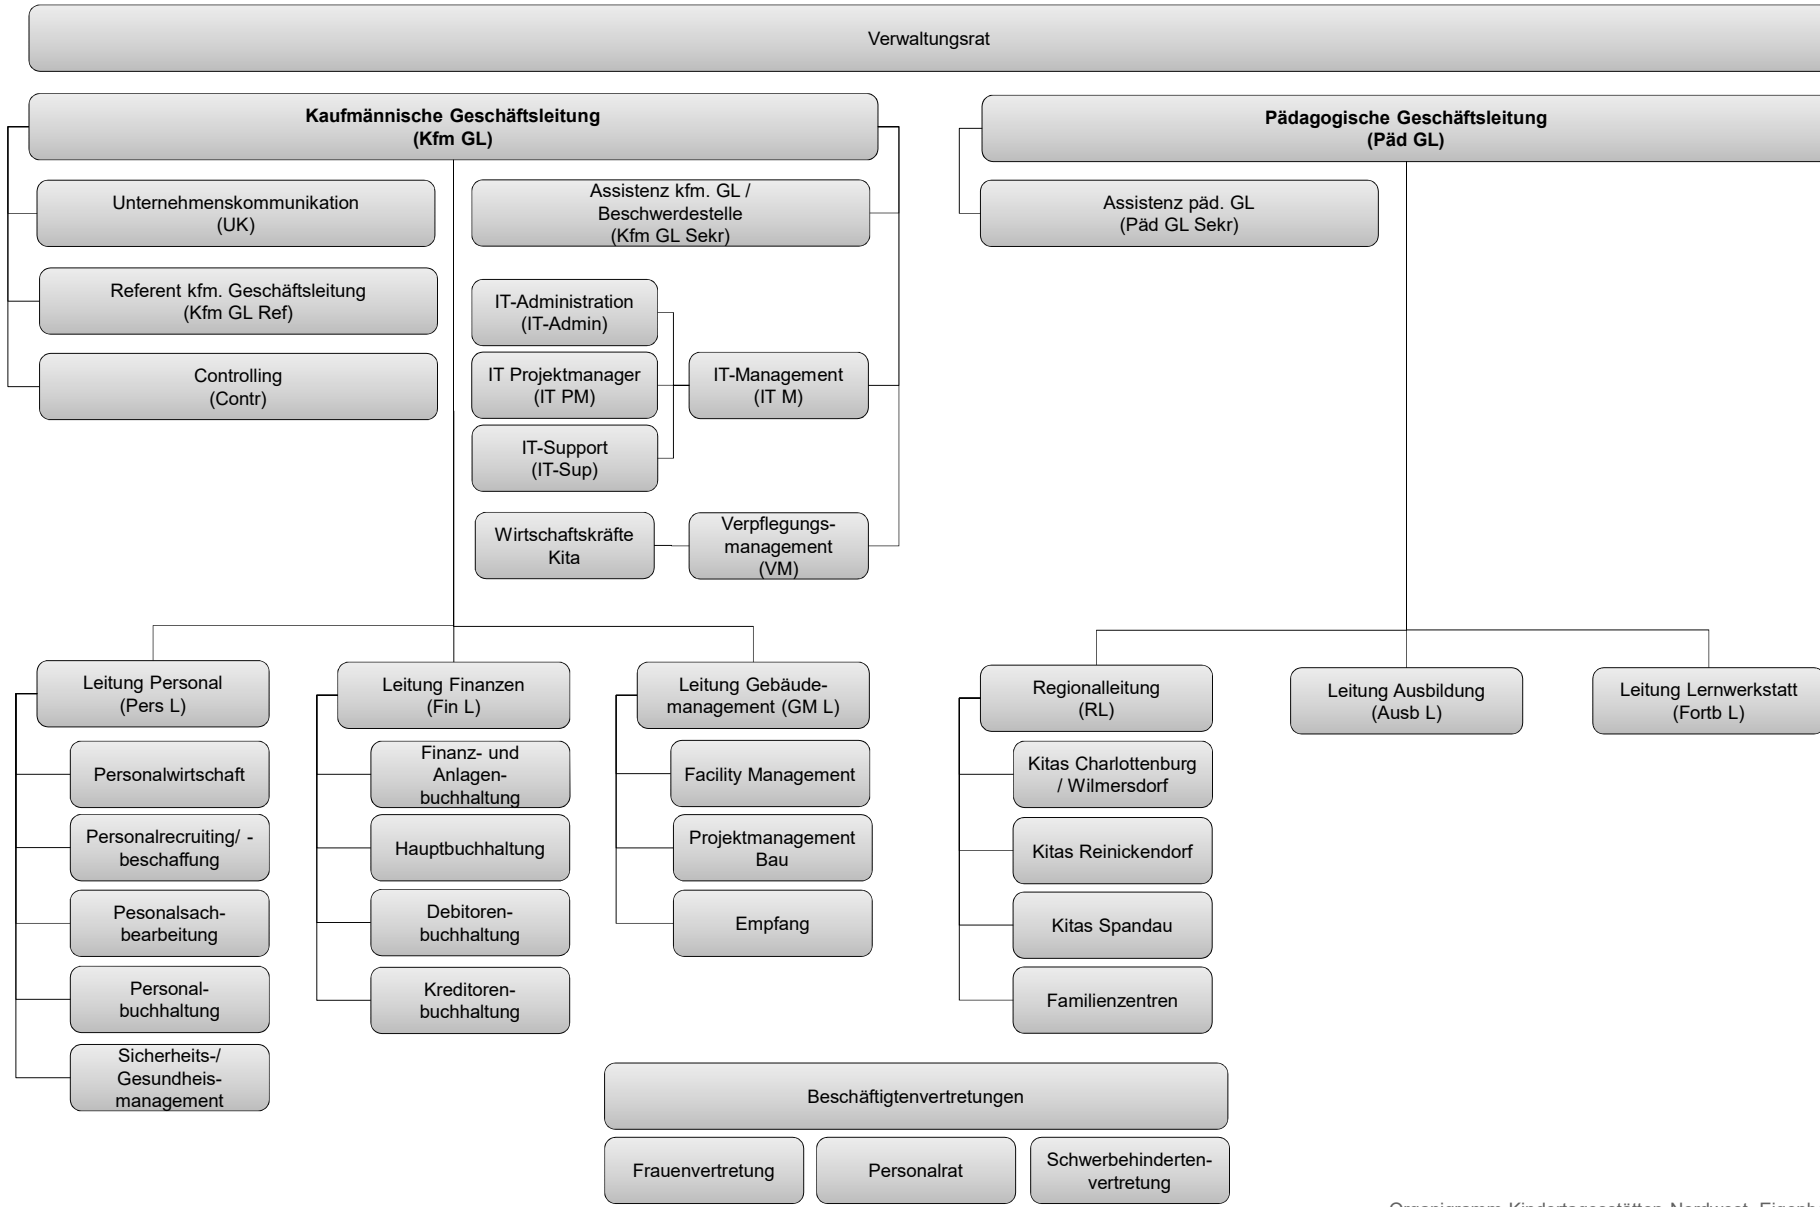 Verwaltungsrat
Kaufmännische Geschäftsleitung
(Kfm GL)
Pädagogische Geschäftsleitung
(Päd GL)
Unternehmenskommunikation
(UK)
Assistenz kfm. GL /
Beschwerdestelle
(Kfm GL Sekr)
Assistenz päd. GL
(Päd GL Sekr)
Referent kfm. Geschäftsleitung
(Kfm GL Ref)
Controlling
(Contr)
IT-Administration
(IT-Admin)
IT Projektmanager
(IT PM)
IT-Management
(IT M)
IT-Support
(IT-Sup)
Wirtschaftskräfte
Kita
Verpflegungs-
management
(VM)
Leitung Personal
(Pers L)
Personalwirtschaft
Personalrecruiting/ -
beschaffung
Pesonalsach-
bearbeitung
Personal-
buchhaltung
Sicherheits-/
Gesundheis-
management
Leitung Finanzen
(Fin L)
Finanz- und
Anlagen-
buchhaltung
Hauptbuchhaltung
Debitoren-
buchhaltung
Kreditoren-
buchhaltung
Leitung Gebäude-
management (GM L)
Facility Management
Projektmanagement
Bau
Empfang
Regionalleitung
(RL)
Kitas Charlottenburg
/ Wilmersdorf
Kitas Reinickendorf
Kitas Spandau
Familienzentren
Leitung Ausbildung
(Ausb L)
Leitung Lernwerkstatt
(Fortb L)
Beschäftigtenvertretungen
Frauenvertretung
Personalrat
Schwerbehinderten-
vertretung